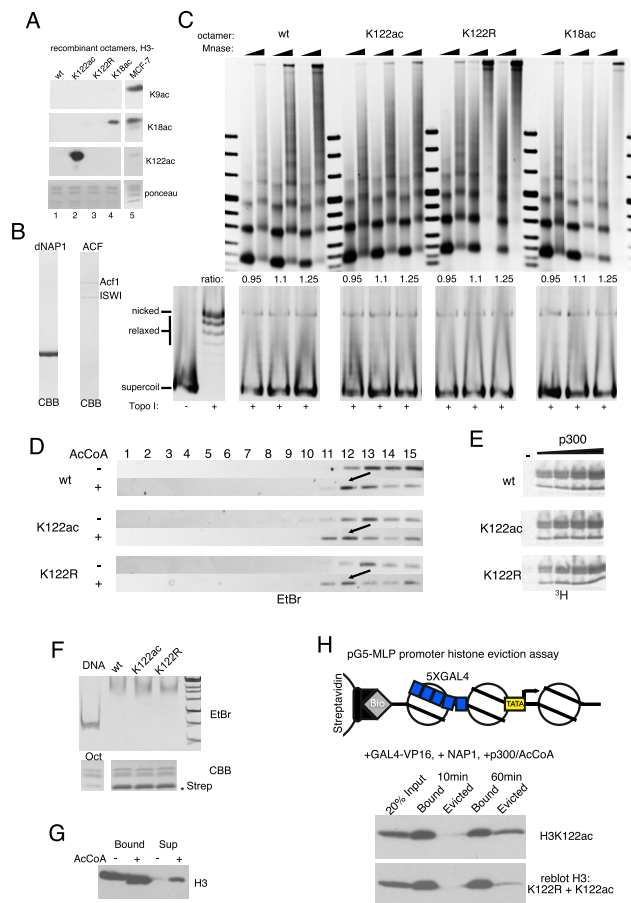 A
recombinant octamers, H3-
wt K122ac K122R K18ac MCF-7
K9ac
K18ac
K122ac
ponceau
1 2 3 4 5
B
dNAP1 ACF
Acf1
ISWI
CBB CBB
C
octamer: wt K122ac K122R K18ac
Mnase:
ratio: 0.95 1.1 1.25 0.95 1.1 1.25 0.95 1.1 1.25 0.95 1.1 1.25
nicked
relaxed
supercoil
Topo I: - + + + + + + + + + + + + +
D
AcCoA 1 2 3 4 5 6 7 8 9 10 11 12 13 14 15
wt - +
K122ac - +
K122R - +
EtBr
E
- p300
wt
K122ac
K122R
³H
F
DNA wt K122ac K122R
EtBr
Oct
CBB
* Strep
G
Bound Sup
AcCoA - + - +
H3
H
pG5-MLP promoter histone eviction assay
Streptavidin
Bio
5XGAL4
TATA
+GAL4-VP16, + NAP1, +p300/AcCoA
10min 60min
20% Input Bound Evicted Bound Evicted
H3K122ac
reblot H3:
K122R + K122ac